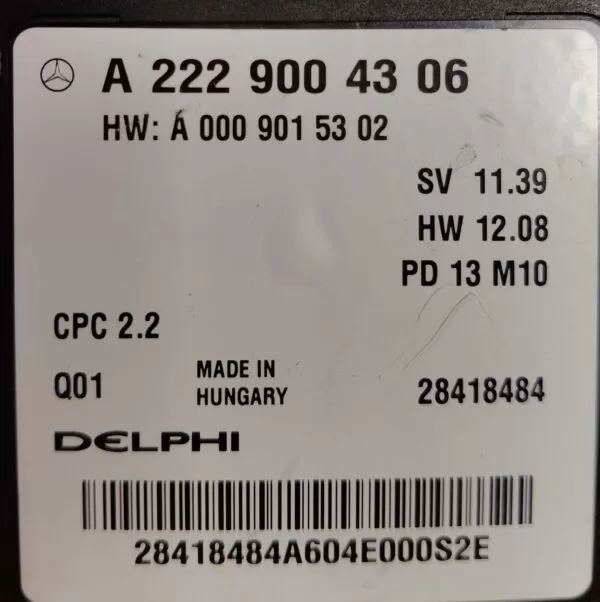 A 222 900 43 06
HW: A 000 901 53 02
SV 11.39
HW 12.08
PD 13 M10
CPC 2.2
Q01
MADE IN
HUNGARY
28418484
DELPHI
28418484A604E000S2E